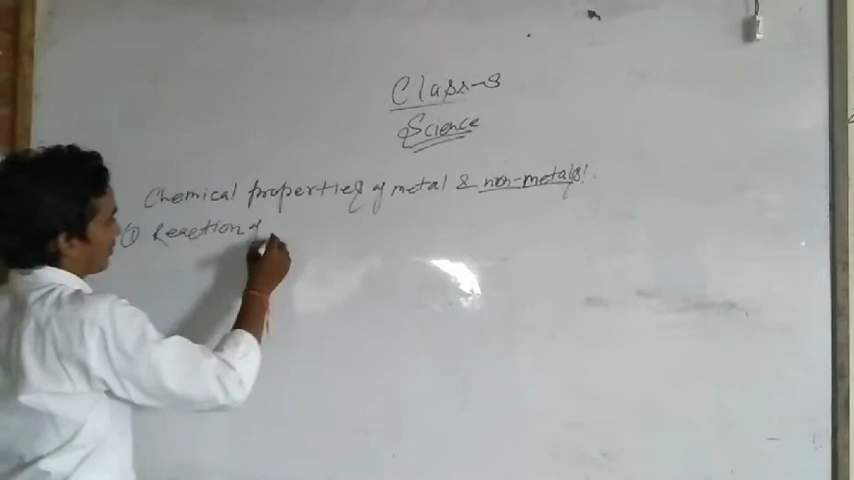 Class-8
Science
Chemical properties of metal & non-metals!
① Reaction of